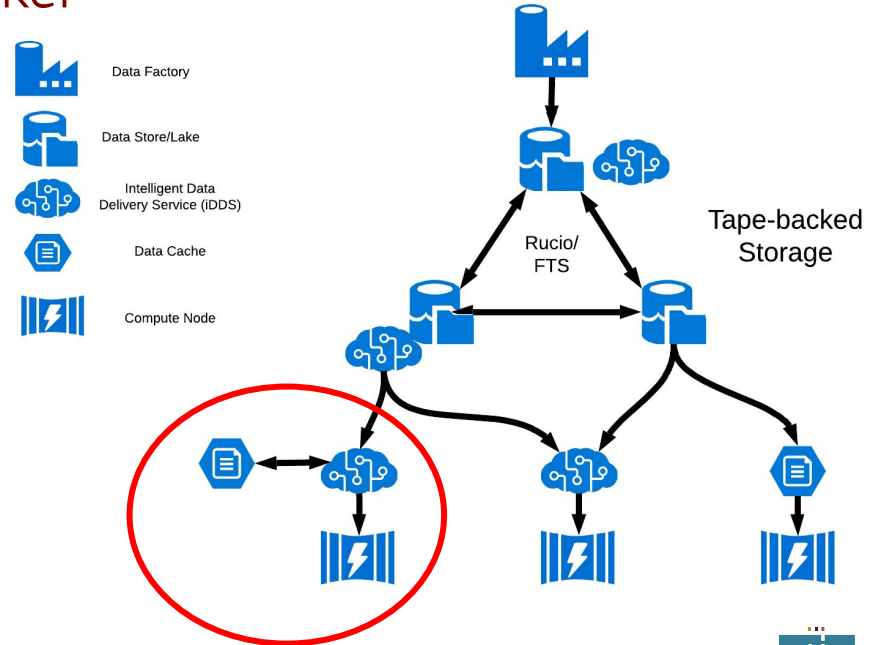 Data Factory
Data Store/Lake
Intelligent Data
Delivery Service (iDDS)
Data Cache
Compute Node
Rucio/
FTS
Tape-backed
Storage